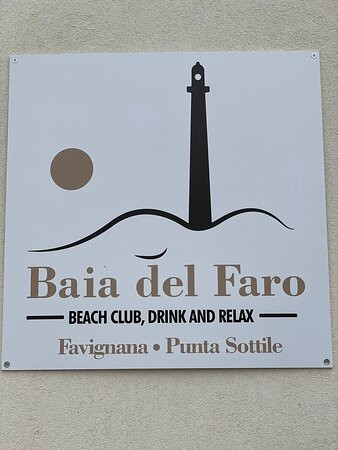 Baia del Faro
BEACH CLUB, DRINK AND RELAX
Favignana • Punta Sottile